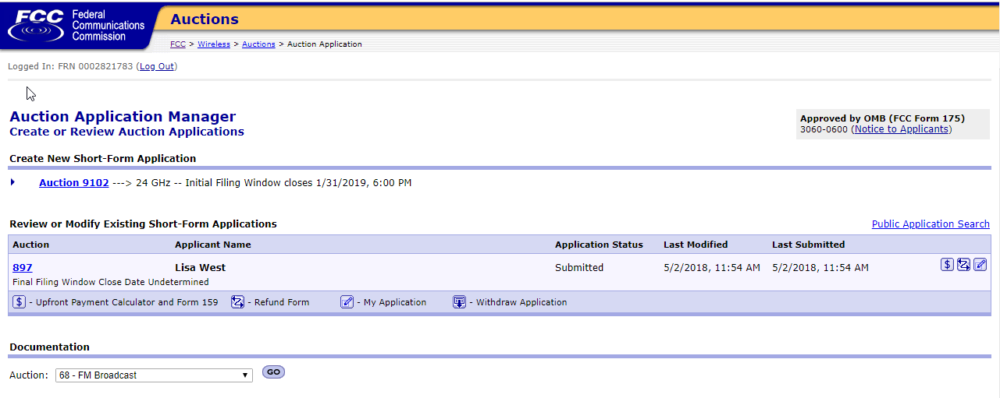 FCC Federal Communications Commission
Auctions
FCC > Wireless > Auctions > Auction Application
Logged In: FRN 0002821783 (Log Out)
Auction Application Manager
Create or Review Auction Applications
Approved by OMB (FCC Form 175)
3060-0600 (Notice to Applicants)
Create New Short-Form Application
Auction 9102 ---> 24 GHz -- Initial Filing Window closes 1/31/2019, 6:00 PM
Review or Modify Existing Short-Form Applications Public Application Search
Auction Applicant Name Application Status Last Modified Last Submitted
897 Lisa West Submitted 5/2/2018, 11:54 AM 5/2/2018, 11:54 AM $
Final Filing Window Close Date Undetermined
$ - Upfront Payment Calculator and Form 159 - Refund Form - My Application - Withdraw Application
Documentation
Auction: 68 - FM Broadcast GO